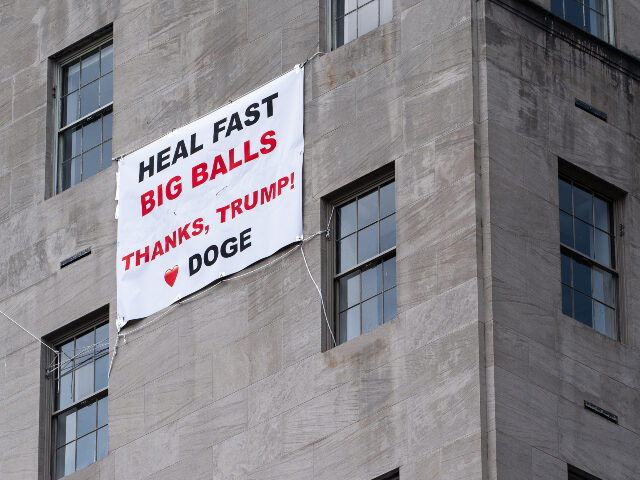 HEAL FAST
BIG BALLS
THANKS, TRUMP!
❤ DOGE